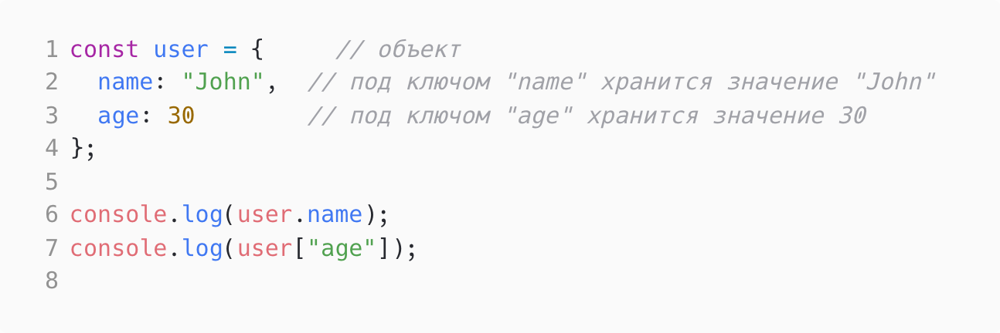 1 const user = {     // объект
2   name: "John",  // под ключом "name" хранится значение "John"
3   age: 30        // под ключом "age" хранится значение 30
4 };
5
6 console.log(user.name);
7 console.log(user["age"]);
8